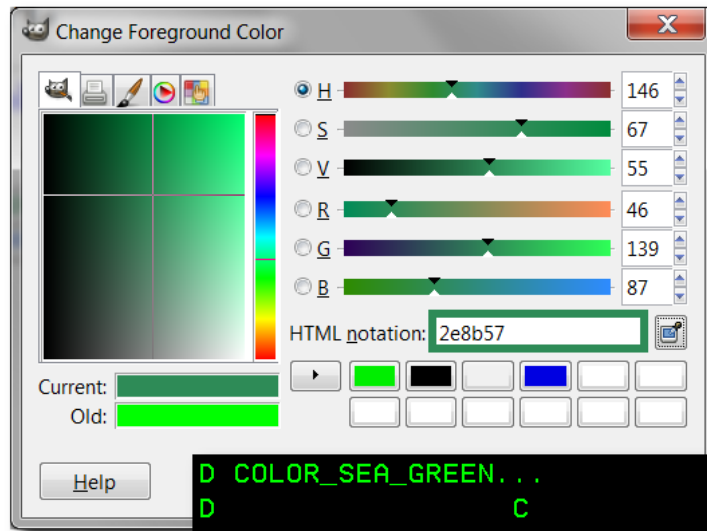 Change Foreground Color
H 146
S 67
V 55
R 46
G 139
B 87
HTML notation: 2e8b57
Current:
Old:
Help
D COLOR_SEA_GREEN...
D C